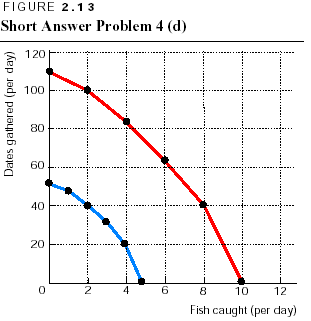 FIGURE 2.13
Short Answer Problem 4 (d)
Dates gathered (per day)
120
100
80
60
40
20
0 2 4 6 8 10 12
Fish caught (per day)